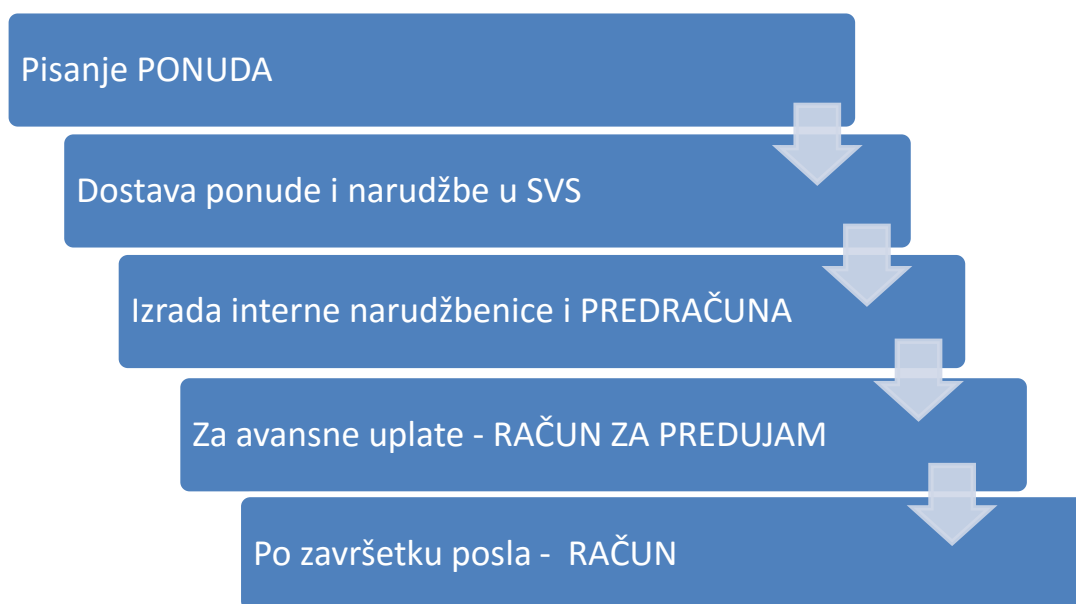 Pisanje PONUDA
Dostava ponude i narudžbe u SVS
Izrada interne narudžbenice i PREDRAČUNA
Za avansne uplate - RAČUN ZA PREDUJAM
Po završetku posla - RAČUN